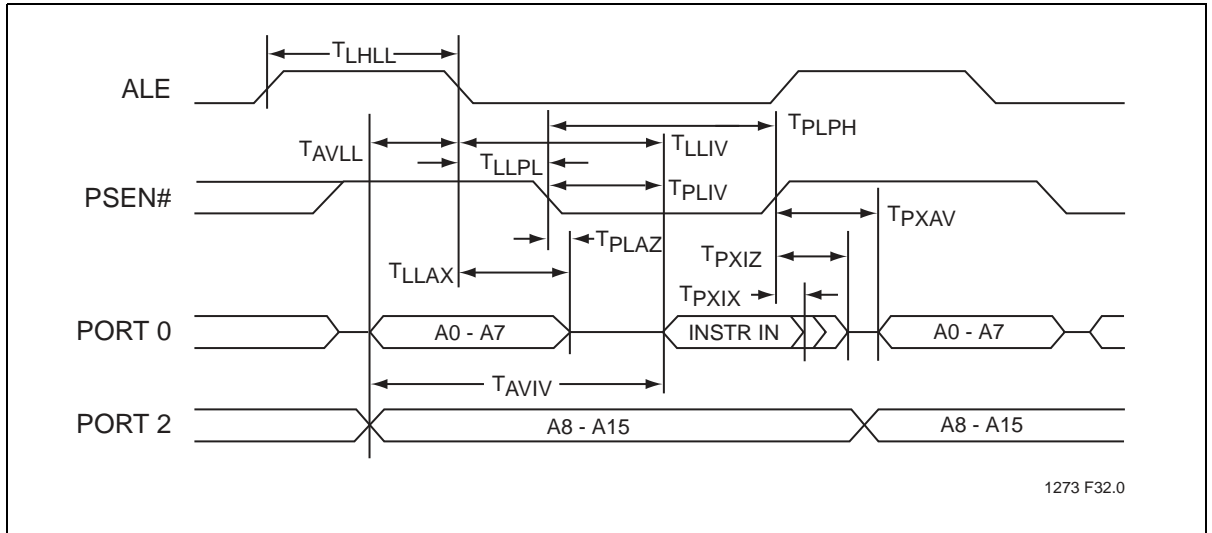 TLHLL
ALE
TPLPH
TAVLL
TLLIV
TLLPL
PSEN#
TPLIV
TPXAV
TPLAZ
TPXIZ
TLLAX
TPXIX
PORT 0
A0 - A7
INSTR IN
A0 - A7
TAVIV
PORT 2
A8 - A15
A8 - A15
1273 F32.0